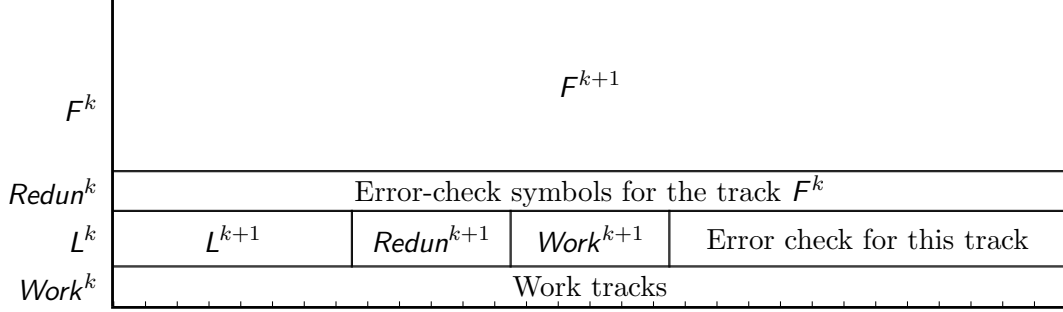 F^{k+1}
F^k
Redun^k Error-check symbols for the track F^k
L^k L^{k+1} Redun^{k+1} Work^{k+1} Error check for this track
Work^k Work tracks